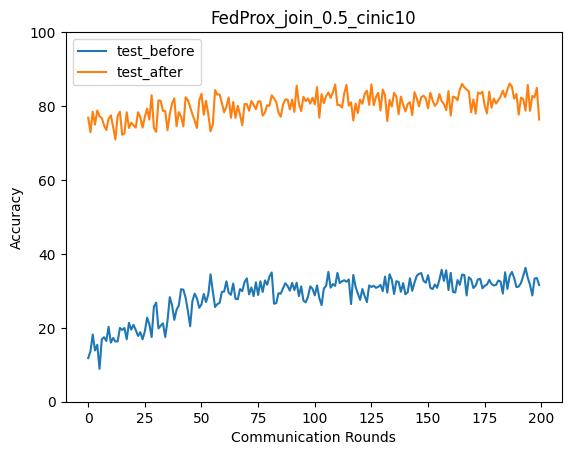 FedProx_join_0.5_cinic10
test_before
test_after
100
80
60
40
20
0
Accuracy
0 25 50 75 100 125 150 175 200
Communication Rounds